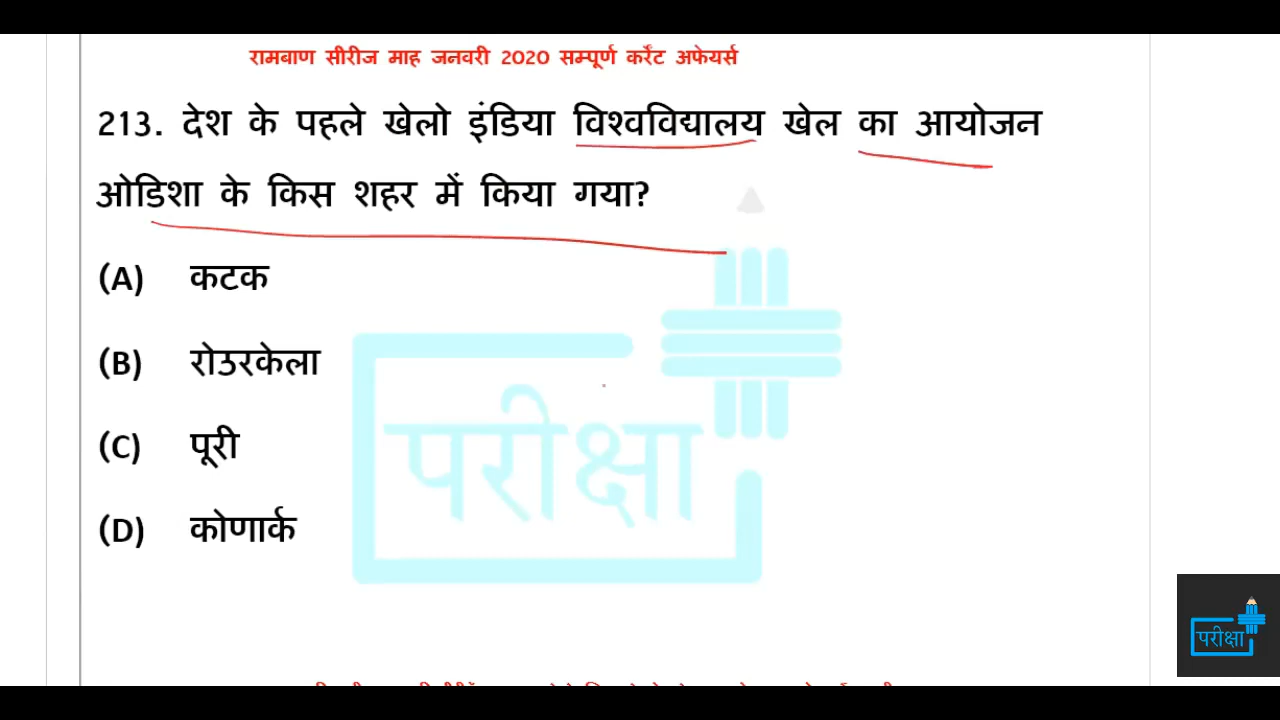 रामबाण सीरीज माह जनवरी 2020 सम्पूर्ण करेंट अफेयर्स
213. देश के पहले खेलो इंडिया विश्वविद्यालय खेल का आयोजन
ओडिशा के किस शहर में किया गया?
(A) कटक
(B) रोउरकेला
(C) पूरी
(D) कोणार्क
परीक्षा
परीक्षा